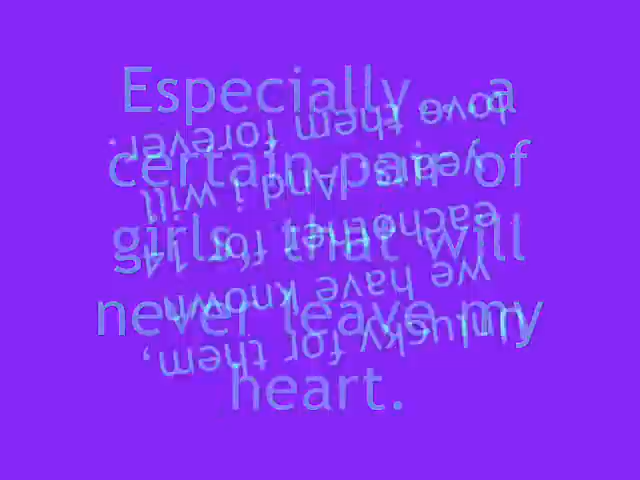 Especially . a
certain pair of
girls, that will
never leave my
heart.
Unlucky for them,
we have known
eachother for 14
years. And i will
Love them forever.